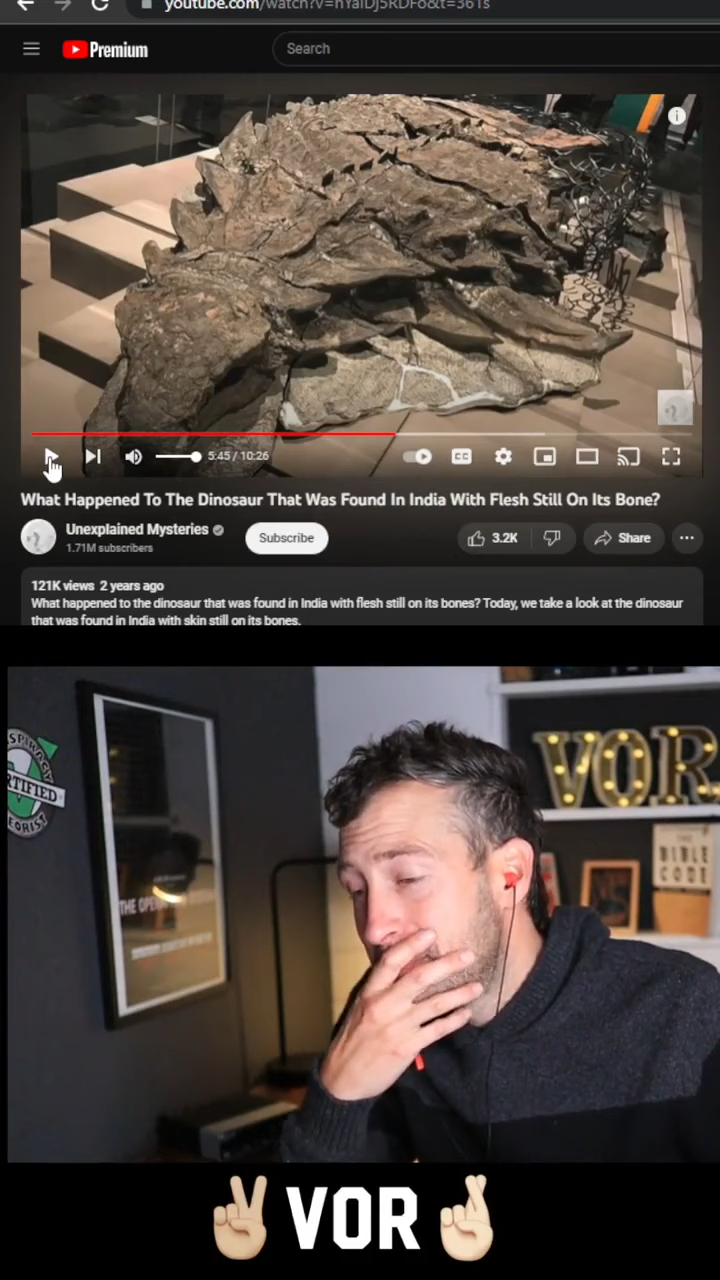 youtube.com/watch?v=nYalDj5RDFo&t=361s
Premium
Search
5:45 / 10:26
CC
What Happened To The Dinosaur That Was Found In India With Flesh Still On Its Bone?
Unexplained Mysteries
1.71M subscribers
Subscribe
3.2K
Share
121K views 2 years ago
What happened to the dinosaur that was found in India with flesh still on its bones? Today, we take a look at the dinosaur
that was found in India with skin still on its bones.
VOR
THE
BIBLE
CODE
THE OPE
VOR